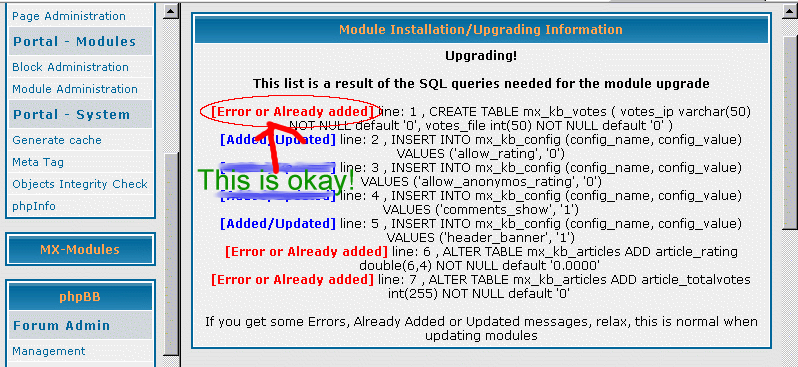 Page Administration
Portal - Modules
Block Administration
Module Administration
Portal - System
Generate cache
Meta Tag
Objects Integrity Check
phpInfo
MX-Modules
phpBB
Forum Admin
Management
Module Installation/Upgrading Information
Upgrading!
This list is a result of the SQL queries needed for the module upgrade
[Error or Already added] line: 1 , CREATE TABLE mx_kb_votes ( votes_ip varchar(50)
NOT NULL default '0', votes_file int(50) NOT NULL default '0' )
[Added/Updated] line: 2 , INSERT INTO mx_kb_config (config_name, config_value)
VALUES ('allow_rating', '0')
line: 3 , INSERT INTO mx_kb_config (config_name, config_value)
This is okay!
VALUES ('allow_anonymos_rating', '0')
[Added/Updated] line: 4 , INSERT INTO mx_kb_config (config_name, config_value)
VALUES ('comments_show', '1')
[Added/Updated] line: 5 , INSERT INTO mx_kb_config (config_name, config_value)
VALUES ('header_banner', '1')
[Error or Already added] line: 6 , ALTER TABLE mx_kb_articles ADD article_rating
double(6,4) NOT NULL default '0.0000'
[Error or Already added] line: 7 , ALTER TABLE mx_kb_articles ADD article_totalvotes
int(255) NOT NULL default '0'
If you get some Errors, Already Added or Updated messages, relax, this is normal when
updating modules